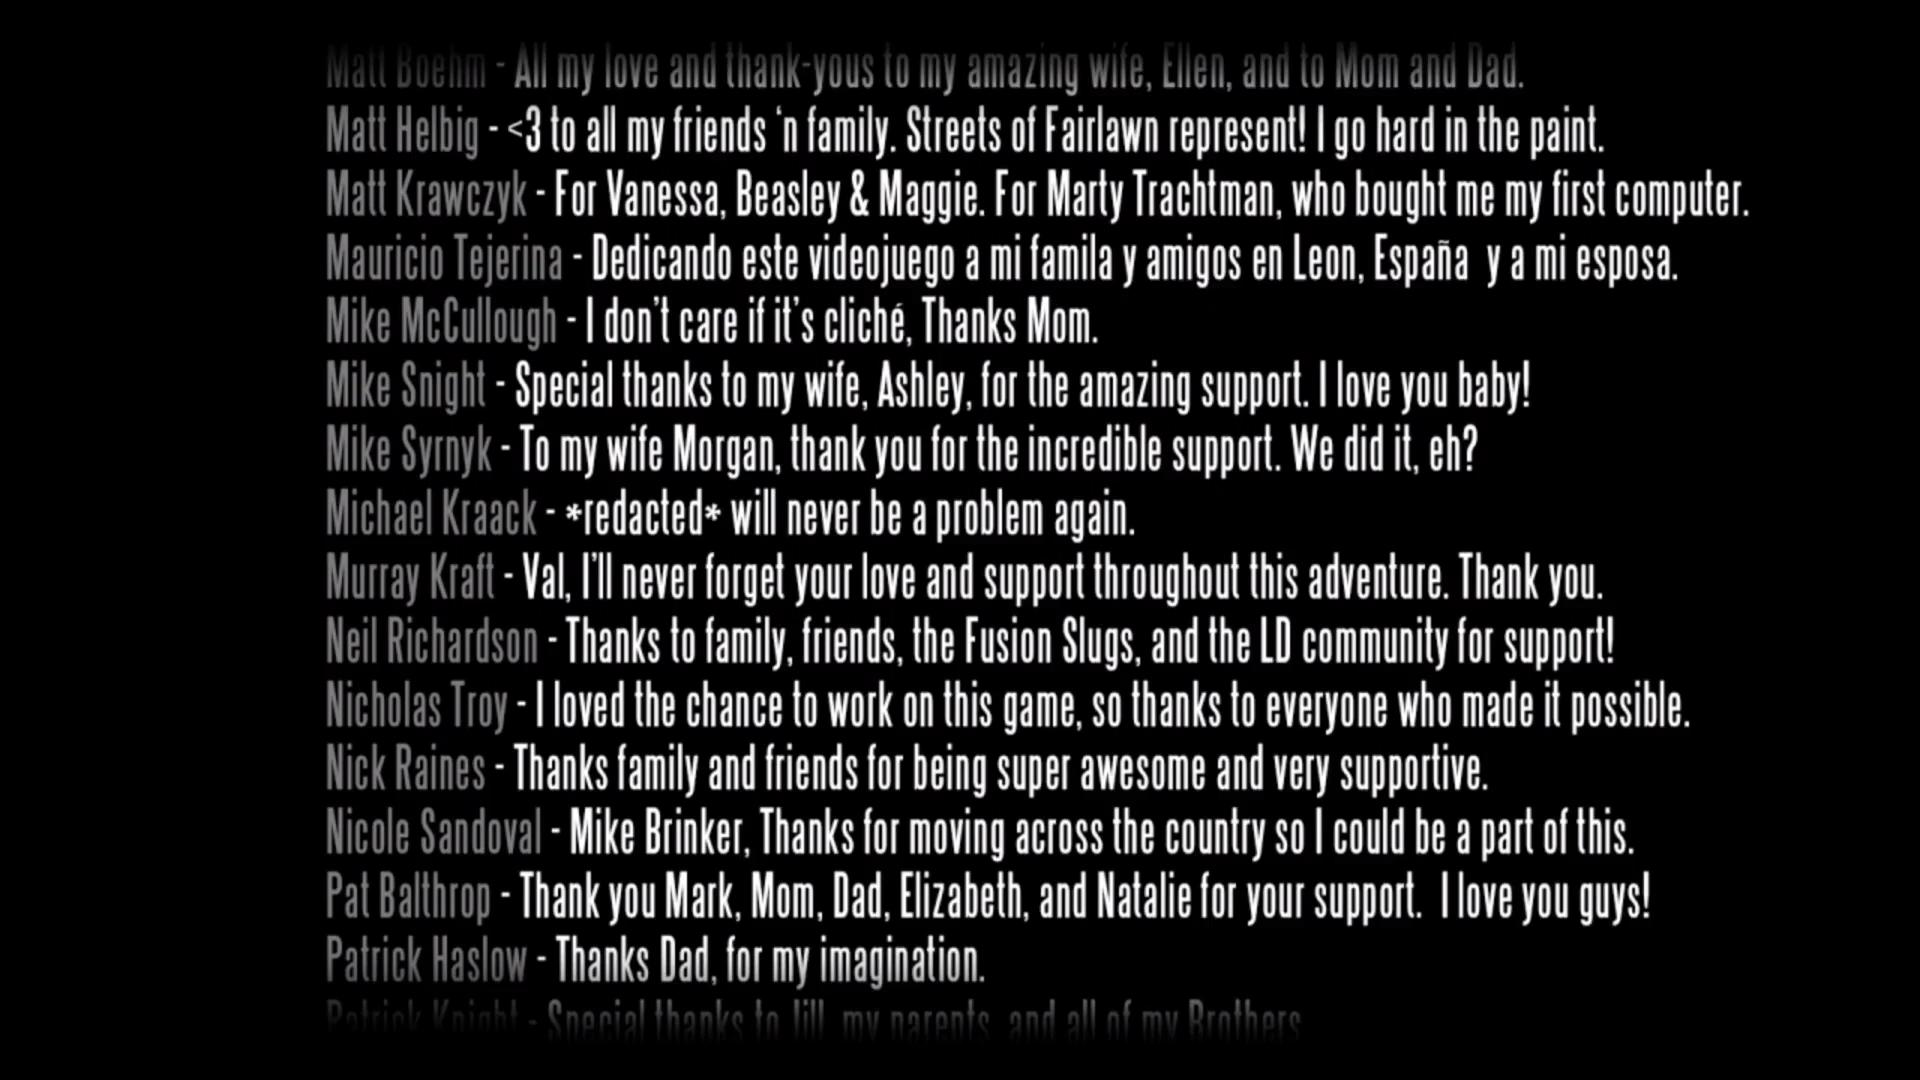 Matt Boehm - All my love and thank-yous to my amazing wife, Ellen, and to Mom and Dad.
Matt Helbig - <3 to all my friends ‘n family. Streets of Fairlawn represent! I go hard in the paint.
Matt Krawczyk - For Vanessa, Beasley & Maggie. For Marty Trachtman, who bought me my first computer.
Mauricio Tejerina - Dedicando este videojuego a mi famila y amigos en Leon, España  y a mi esposa.
Mike McCullough - I don’t care if it’s cliché, Thanks Mom.
Mike Snight - Special thanks to my wife, Ashley, for the amazing support. I love you baby!
Mike Syrnyk - To my wife Morgan, thank you for the incredible support. We did it, eh?
Michael Kraack - *redacted* will never be a problem again.
Murray Kraft - Val, I’ll never forget your love and support throughout this adventure. Thank you.
Neil Richardson - Thanks to family, friends, the Fusion Slugs, and the LD community for support!
Nicholas Troy - I loved the chance to work on this game, so thanks to everyone who made it possible.
Nick Raines - Thanks family and friends for being super awesome and very supportive.
Nicole Sandoval - Mike Brinker, Thanks for moving across the country so I could be a part of this.
Pat Balthrop - Thank you Mark, Mom, Dad, Elizabeth, and Natalie for your support.  I love you guys!
Patrick Haslow - Thanks Dad, for my imagination.
Patrick Knight - Special thanks to Jill, my parents, and all of my Brothers